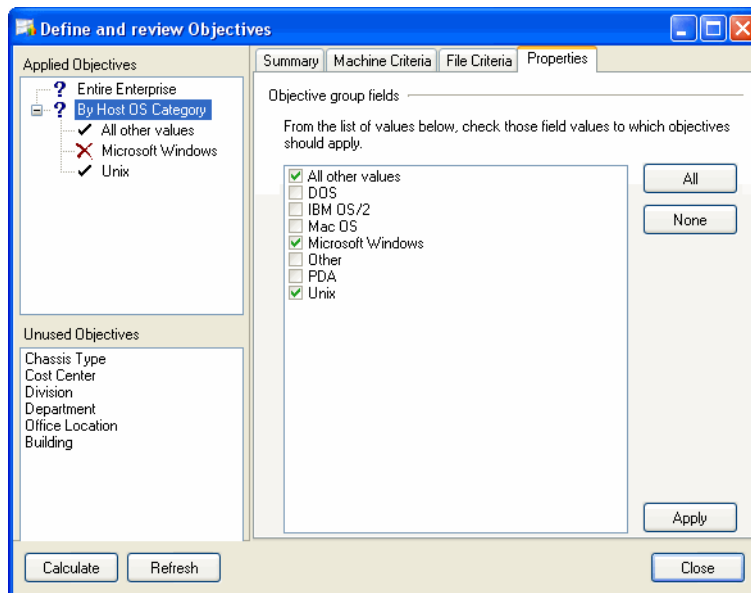 Define and review Objectives
Applied Objectives
Entire Enterprise
By Host OS Category
All other values
Microsoft Windows
Unix
Unused Objectives
Chassis Type
Cost Center
Division
Department
Office Location
Building
Calculate
Refresh
Summary
Machine Criteria
File Criteria
Properties
Objective group fields
From the list of values below, check those field values to which objectives
should apply.
All other values
DOS
IBM OS/2
Mac OS
Microsoft Windows
Other
PDA
Unix
All
None
Apply
Close